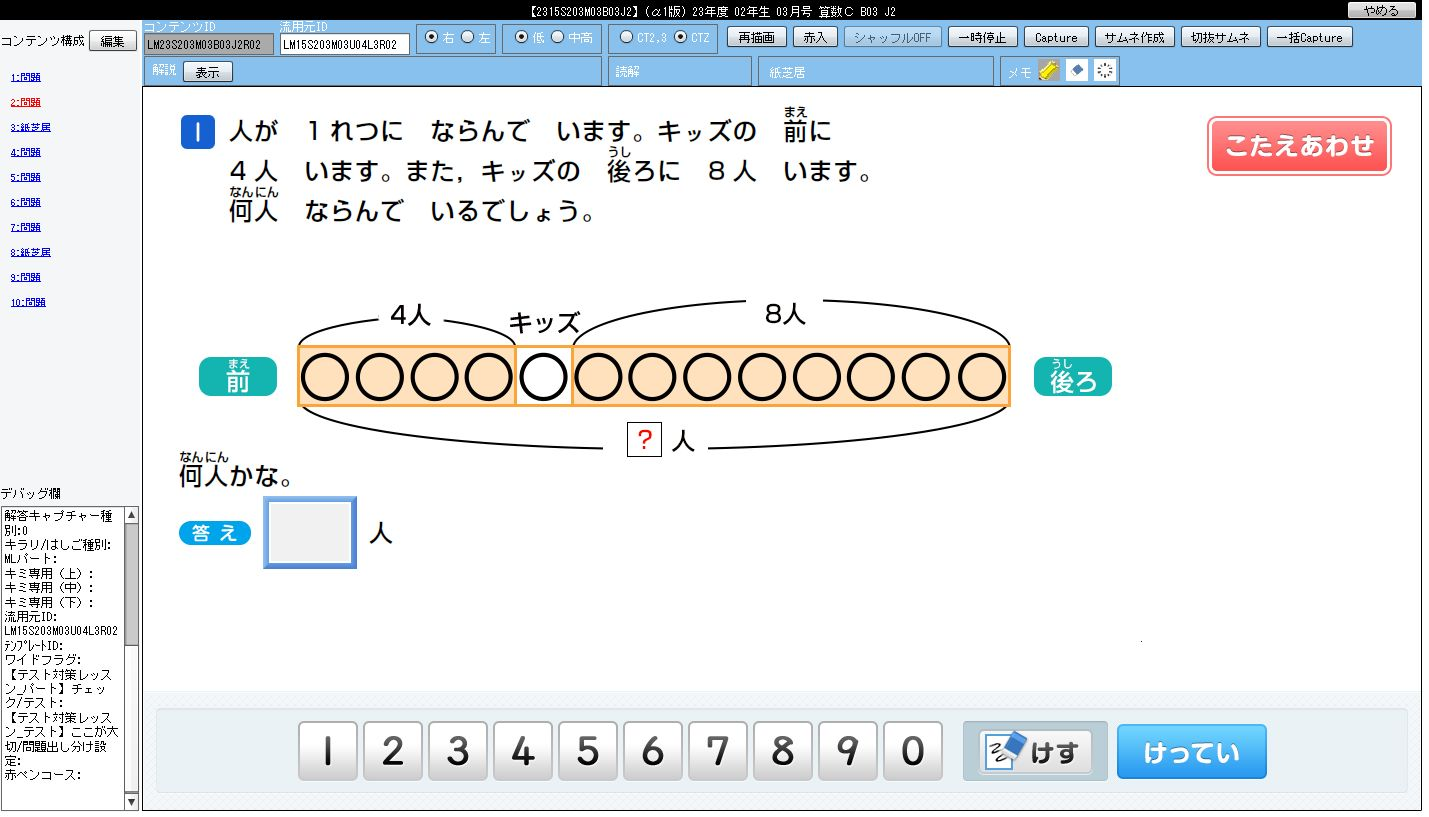 【2315S203M03B03J2】(α1版) 23年度 02年生 03月号 算数C B03 J2
やめる
コンテンツ構成 編集
コンテンツID 流用元ID
LM23S203M03B03J2R02 LM15S203M03U04L3R02 右 左 低 中高 CT2,3 CTZ 再描画 赤入 シャッフルOFF 一時停止 Capture サムネ作成 切抜サムネ 一括Capture
解説 表示 読解 紙芝居 メモ
1:問題
2:問題
3:紙芝居
4:問題
5:問題
6:問題
7:問題
8:紙芝居
9:問題
10:問題
デバッグ欄
解答キャプチャー種
別:0
キラリ/はしご種別:
MLパート:
キミ専用（上）:
キミ専用（中）:
キミ専用（下）:
流用元ID:
LM15S203M03U04L3R02
テンプレートID:
ワイドフラグ:
【テスト対策レッス
ン_パート】チェッ
ク/テスト:
【テスト対策レッス
ン_テスト】ここが大
切/問題出し分け設
定:
赤ペンコース:
まえ
1 人が 1れつに ならんで います。キッズの 前に
うし
4人 います。また，キッズの 後ろに 8人 います。
なんにん
何人 ならんで いるでしょう。
こたえあわせ
4人 キッズ 8人
まえ
前
うし
後ろ
? 人
なんにん
何人かな。
答え 人
1 2 3 4 5 6 7 8 9 0 けす けってい